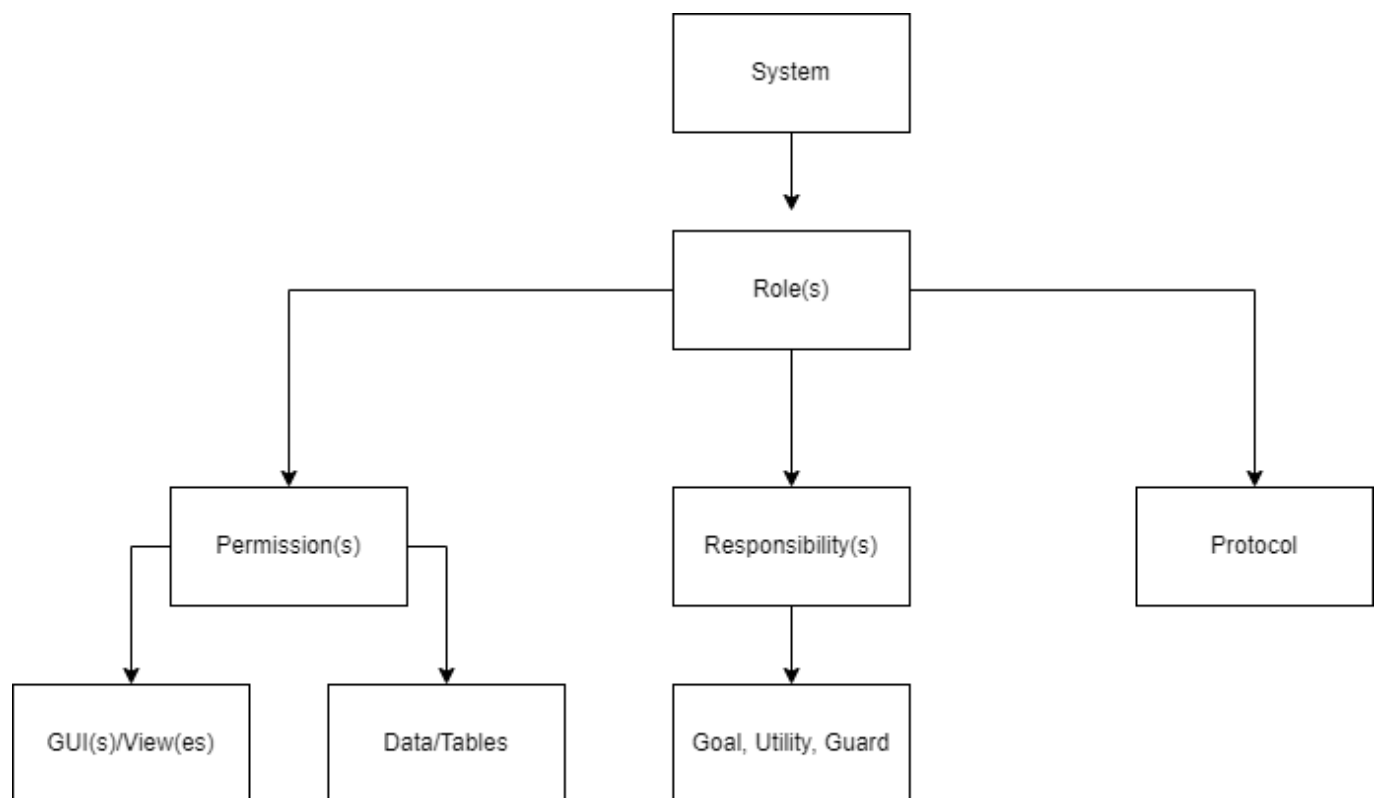 System
Role(s)
Permission(s)
Responsibility(s)
Protocol
GUI(s)/View(es)
Data/Tables
Goal, Utility, Guard